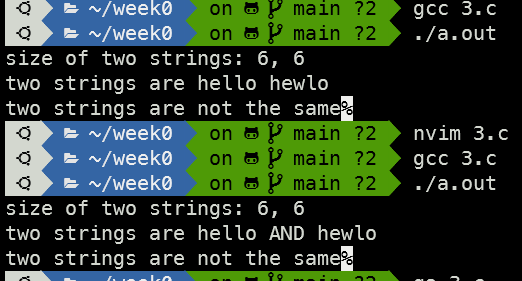 ~/week0 on main ?2 gcc 3.c
~/week0 on main ?2 ./a.out
size of two strings: 6, 6
two strings are hello hewlo
two strings are not the same%
~/week0 on main ?2 nvim 3.c
~/week0 on main ?2 gcc 3.c
~/week0 on main ?2 ./a.out
size of two strings: 6, 6
two strings are hello AND hewlo
two strings are not the same%